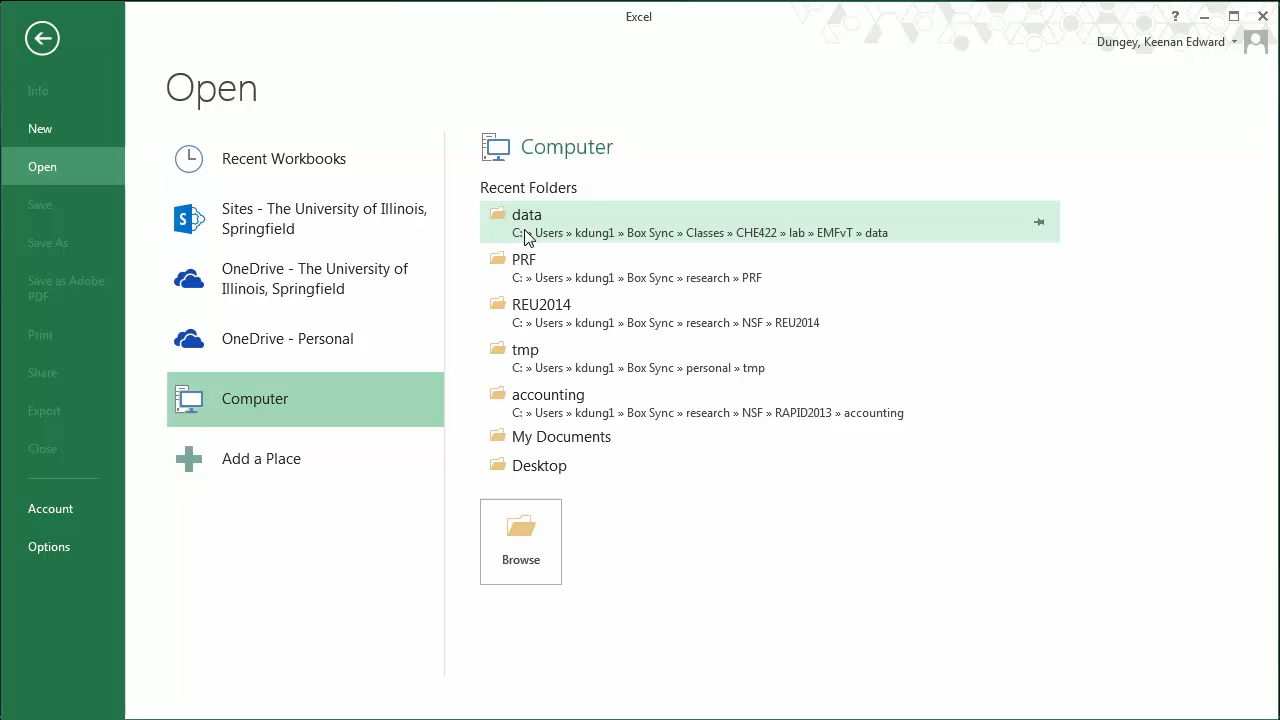 Excel
?
Dungey, Keenan Edward
Info
New
Open
Save
Save As
Save as Adobe
PDF
Print
Share
Export
Close
Account
Options
Open
Recent Workbooks
Sites - The University of Illinois,
Springfield
OneDrive - The University of
Illinois, Springfield
OneDrive - Personal
Computer
Add a Place
Computer
Recent Folders
data
C: » Users » kdung1 » Box Sync » Classes » CHE422 » lab » EMFvT » data
PRF
C: » Users » kdung1 » Box Sync » research » PRF
REU2014
C: » Users » kdung1 » Box Sync » research » NSF » REU2014
tmp
C: » Users » kdung1 » Box Sync » personal » tmp
accounting
C: » Users » kdung1 » Box Sync » research » NSF » RAPID2013 » accounting
My Documents
Desktop
Browse